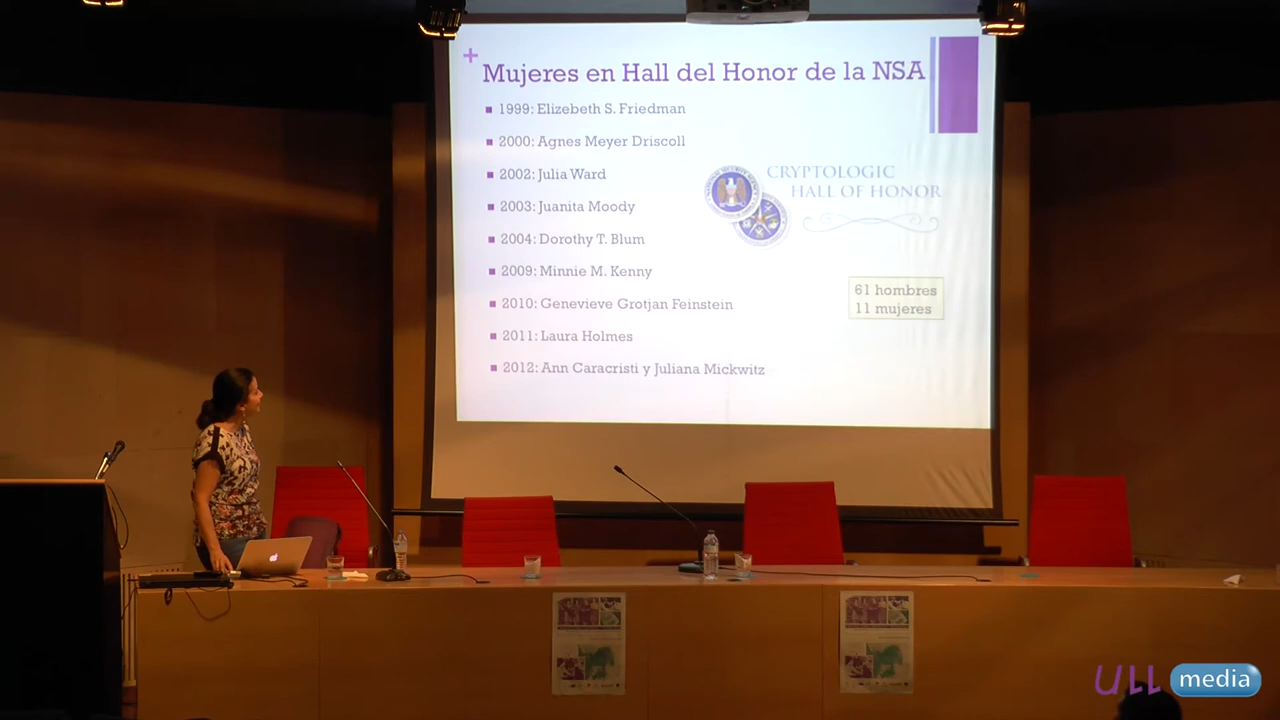 +
Mujeres en Hall del Honor de la NSA
1999: Elizebeth S. Friedman
2000: Agnes Meyer Driscoll
2002: Julia Ward
2003: Juanita Moody
2004: Dorothy T. Blum
2009: Minnie M. Kenny
2010: Genevieve Grotjan Feinstein
2011: Laura Holmes
2012: Ann Caracristi y Juliana Mickwitz
CRYPTOLOGIC
HALL OF HONOR
61 hombres
11 mujeres
ULL media